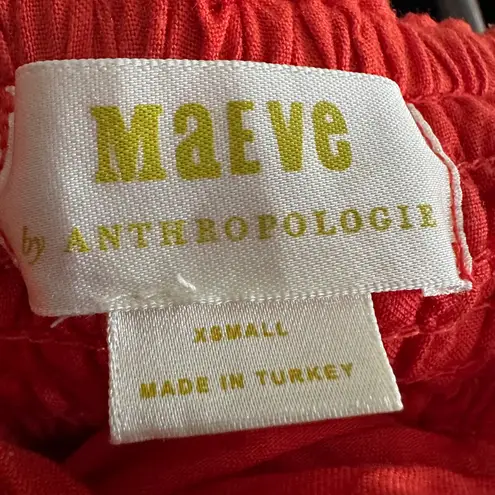 MaEve
by ANTHROPOLOGIE
XSMALL
MADE IN TURKEY